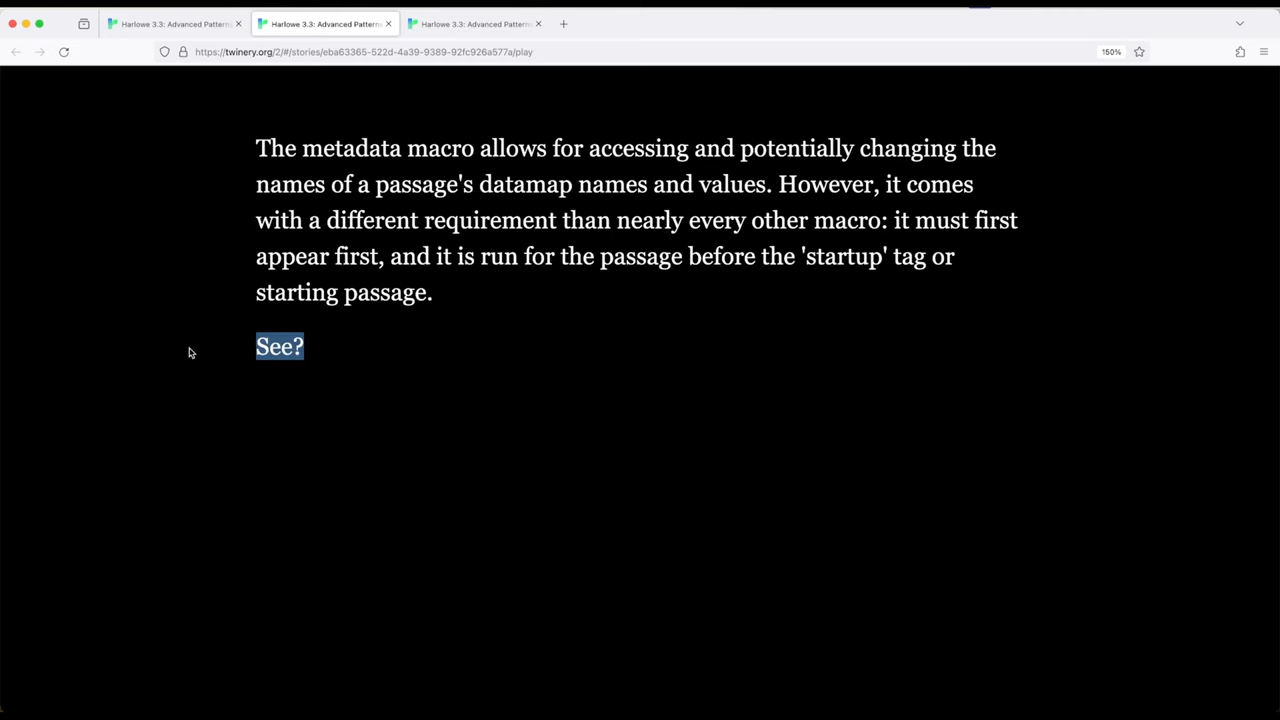 Harlowe 3.3: Advanced Pattern
Harlowe 3.3: Advanced Pattern
Harlowe 3.3: Advanced Pattern
https://twinery.org/2/#/stories/eba63365-522d-4a39-9389-92fc926a577a/play
150%
The metadata macro allows for accessing and potentially changing the
names of a passage's datamap names and values. However, it comes
with a different requirement than nearly every other macro: it must first
appear first, and it is run for the passage before the 'startup' tag or
starting passage.
See?